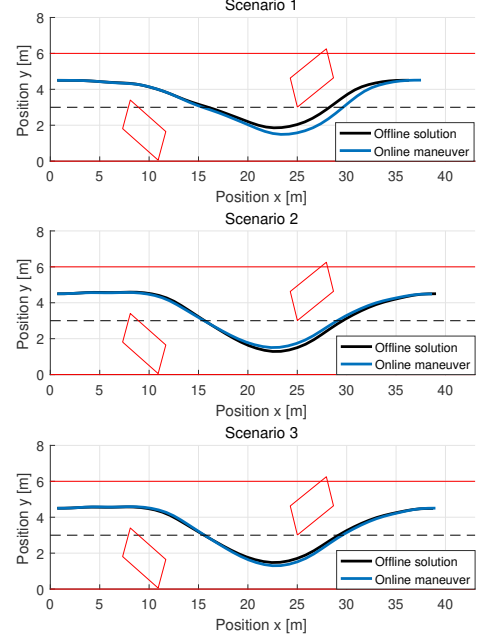 Scenario 1
8
6
4
2
0
Position y [m]
Offline solution
Online maneuver
0 5 10 15 20 25 30 35 40
Position x [m]
Scenario 2
8
6
4
2
0
Position y [m]
Offline solution
Online maneuver
0 5 10 15 20 25 30 35 40
Position x [m]
Scenario 3
8
6
4
2
0
Position y [m]
Offline solution
Online maneuver
0 5 10 15 20 25 30 35 40
Position x [m]